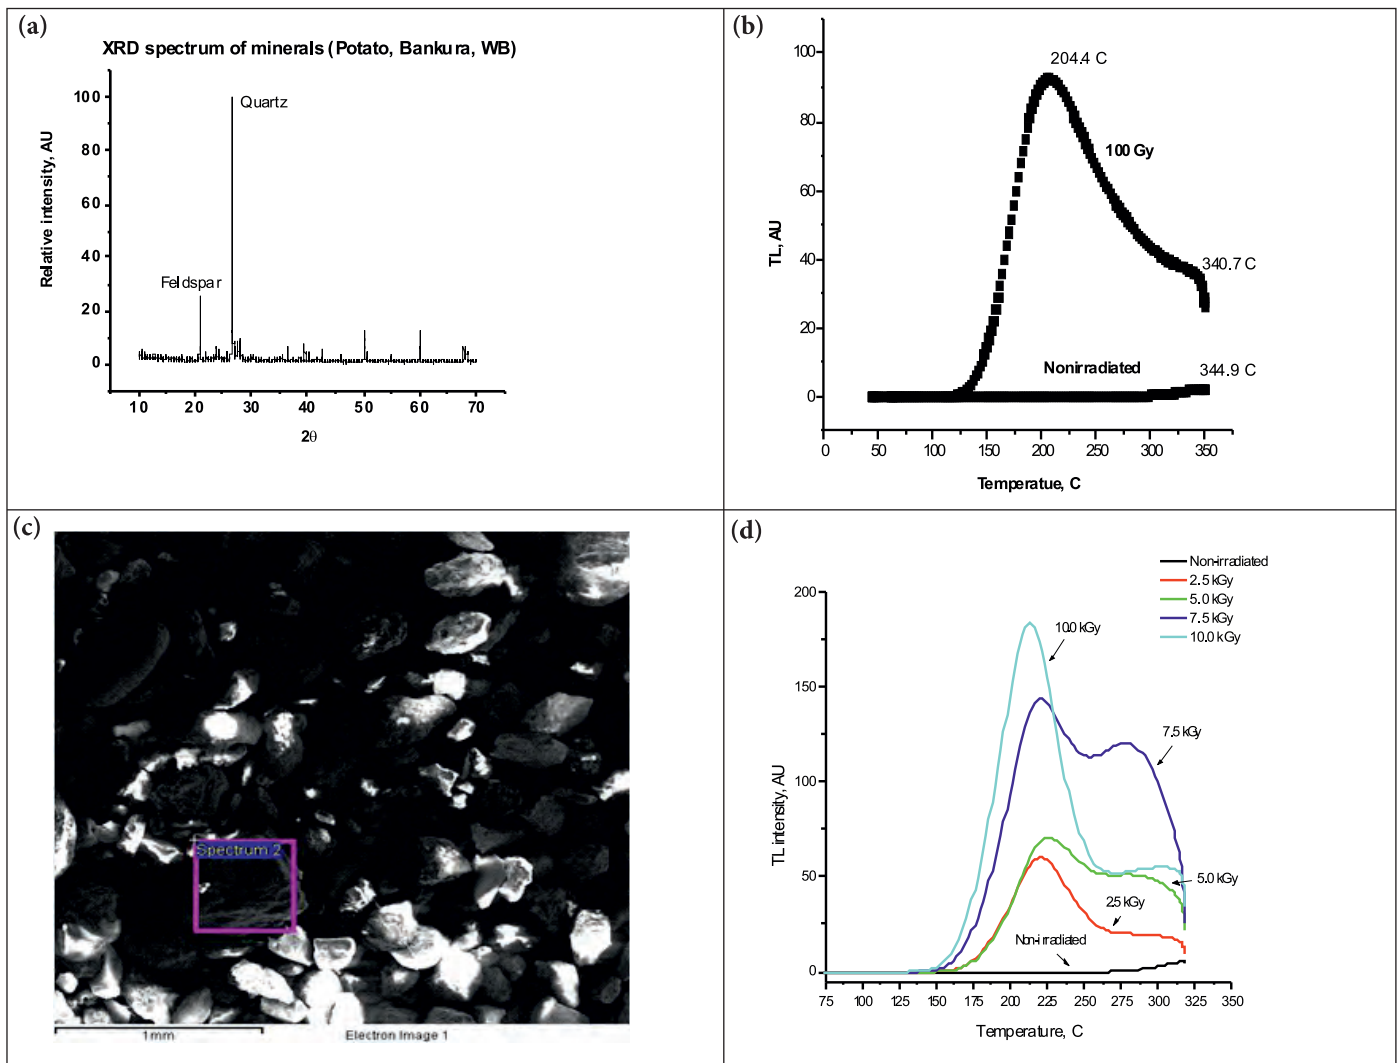 (a)
XRD spectrum of minerals (Potato, Bankura, WB)
Relative intensity, AU
100
80
60
40
20
0
Quartz
Feldspar
10 20 30 40 50 60 70
2θ
(b)
TL, AU
100
80
60
40
20
0
204.4 C
100 Gy
340.7 C
Nonirradiated
344.9 C
0 50 100 150 200 250 300 350
Temperatue, C
(c)
Spectrum 2
1mm Electron Image 1
(d)
Non-irradiated
2.5 kGy
5.0 kGy
7.5 kGy
10.0 kGy
TL intensity, AU
200
150
100
50
0
10.0 kGy
7.5 kGy
5.0 kGy
2.5 kGy
Non-irradiated
75 100 125 150 175 200 225 250 275 300 325 350
Temperature, C